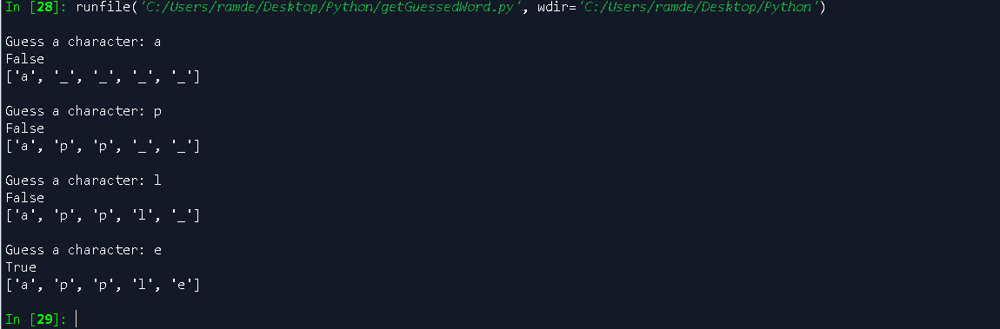 In [28]: runfile('C:/Users/ramde/Desktop/Python/getGuessedWord.py', wdir='C:/Users/ramde/Desktop/Python')
Guess a character: a
False
['a', '_', '_', '_', '_']
Guess a character: p
False
['a', 'p', 'p', '_', '_']
Guess a character: l
False
['a', 'p', 'p', 'l', '_']
Guess a character: e
True
['a', 'p', 'p', 'l', 'e']
In [29]: